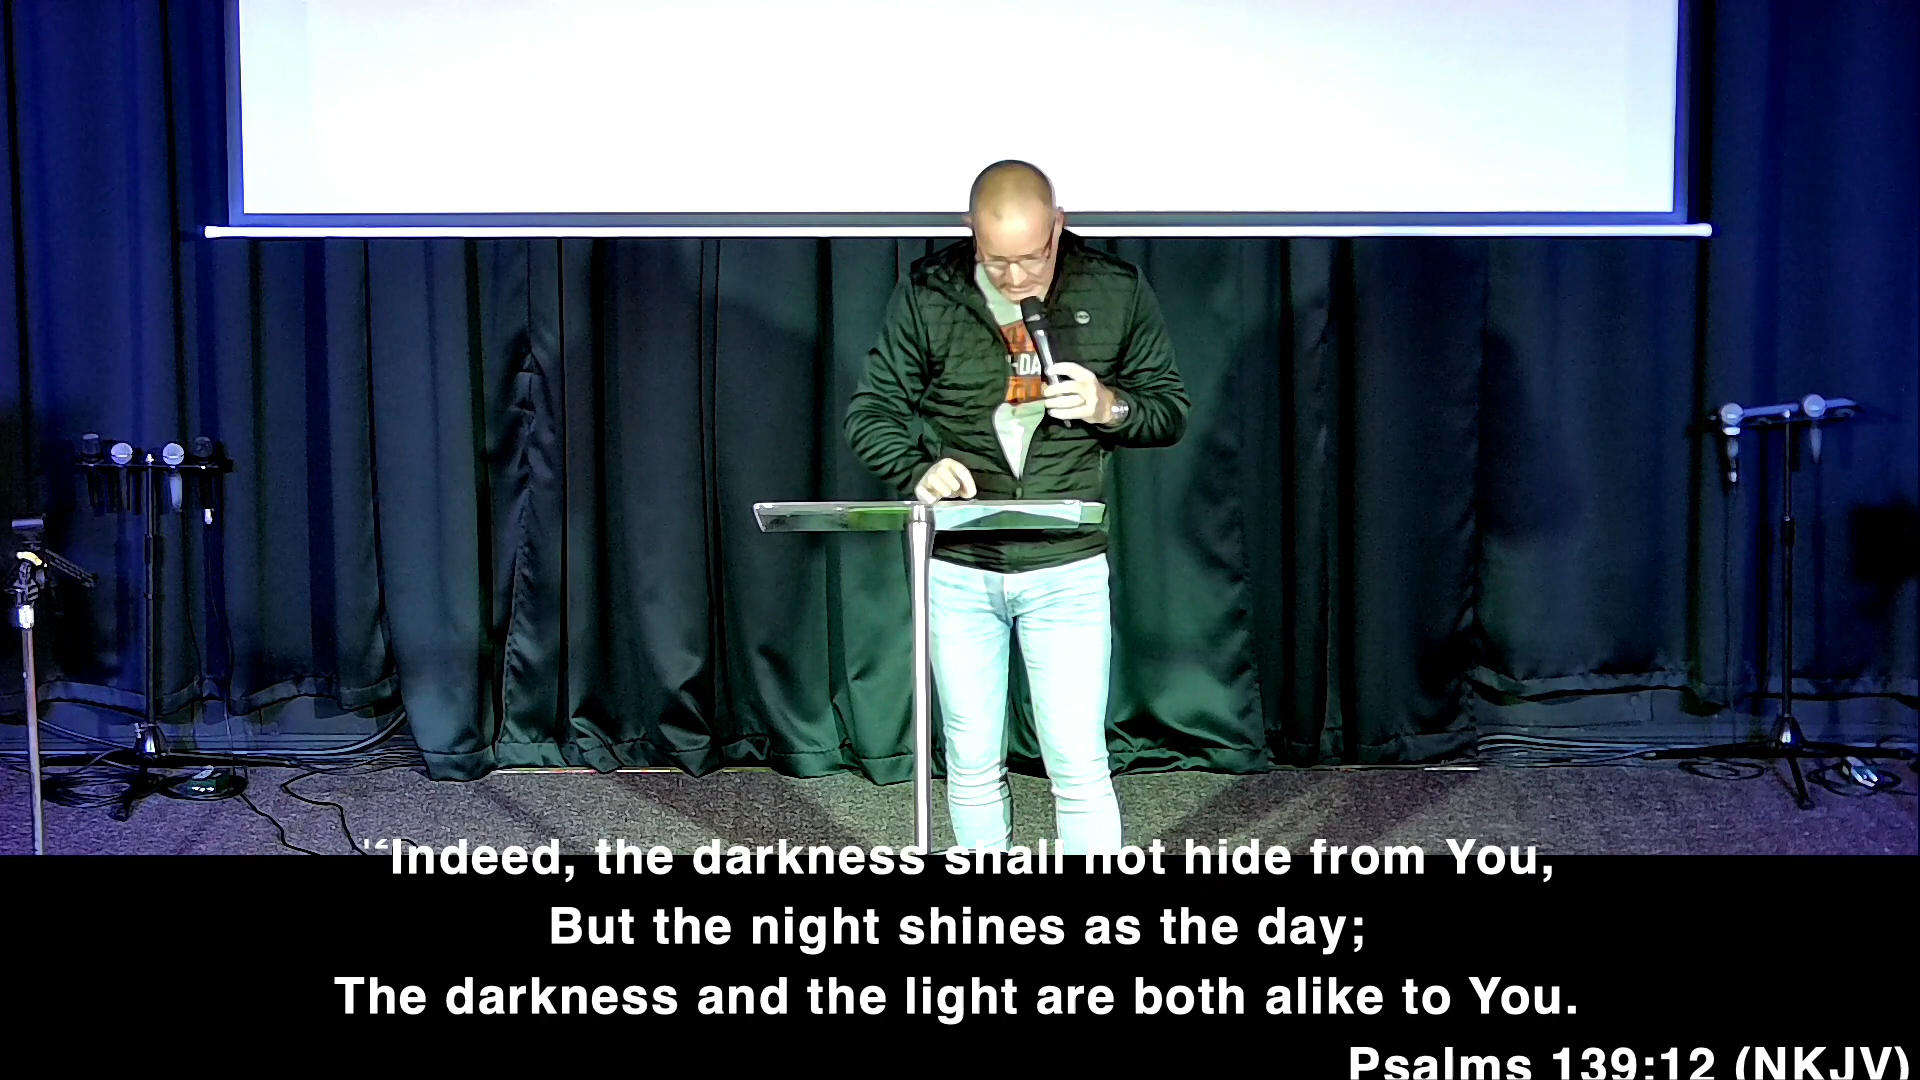 "Indeed, the darkness shall not hide from You,
But the night shines as the day;
The darkness and the light are both alike to You.
Psalms 139:12 (NKJV)